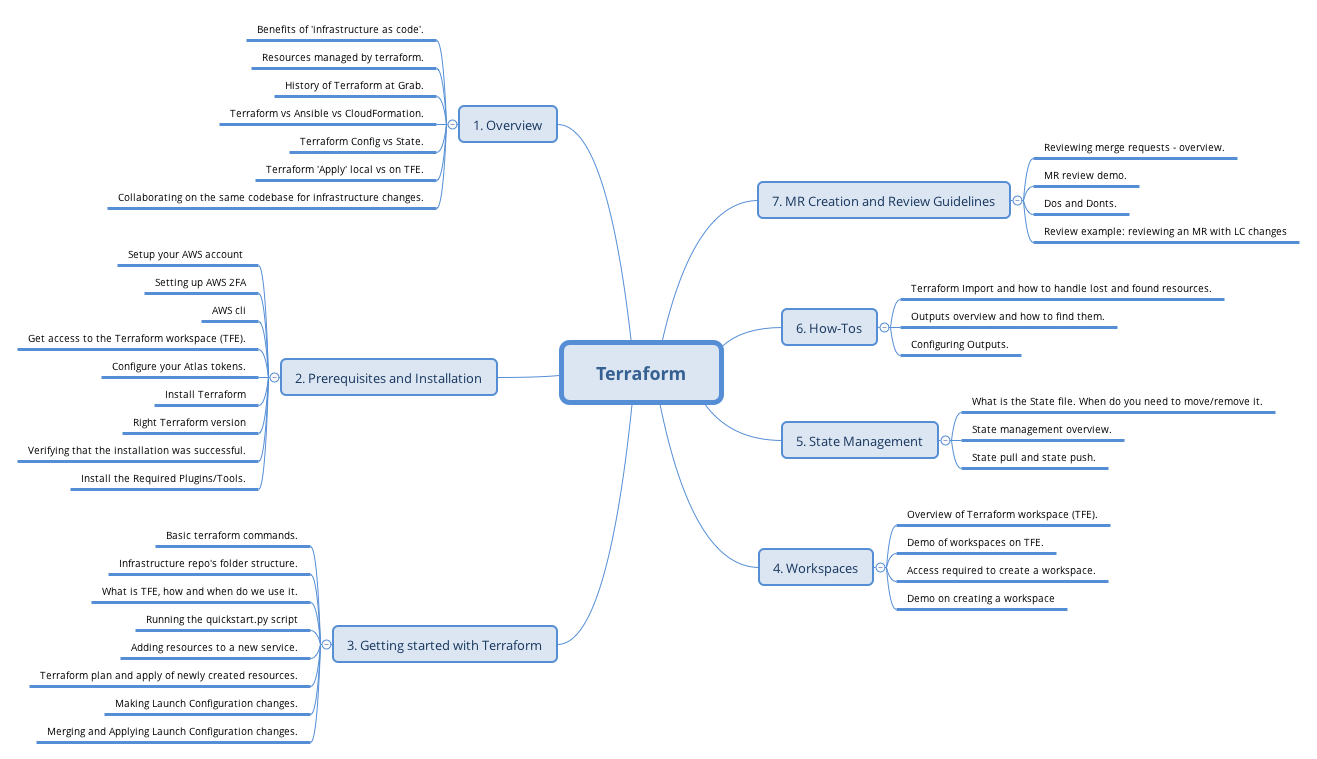 Terraform
1. Overview
Benefits of 'infrastructure as code'.
Resources managed by terraform.
History of Terraform at Grab.
Terraform vs Ansible vs CloudFormation.
Terraform Config vs State.
Terraform 'Apply' local vs on TFE.
Collaborating on the same codebase for infrastructure changes.
2. Prerequisites and Installation
Setup your AWS account
Setting up AWS 2FA
AWS cli
Get access to the Terraform workspace (TFE).
Configure your Atlas tokens.
Install Terraform
Right Terraform version
Verifying that the installation was successful.
Install the Required Plugins/Tools.
3. Getting started with Terraform
Basic terraform commands.
Infrastructure repo's folder structure.
What is TFE, how and when do we use it.
Running the quickstart.py script
Adding resources to a new service.
Terraform plan and apply of newly created resources.
Making Launch Configuration changes.
Merging and Applying Launch Configuration changes.
4. Workspaces
Overview of Terraform workspace (TFE).
Demo of workspaces on TFE.
Access required to create a workspace.
Demo on creating a workspace
5. State Management
What is the State file. When do you need to move/remove it.
State management overview.
State pull and state push.
6. How-Tos
Terraform Import and how to handle lost and found resources.
Outputs overview and how to find them.
Configuring Outputs.
7. MR Creation and Review Guidelines
Reviewing merge requests - overview.
MR review demo.
Dos and Donts.
Review example: reviewing an MR with LC changes